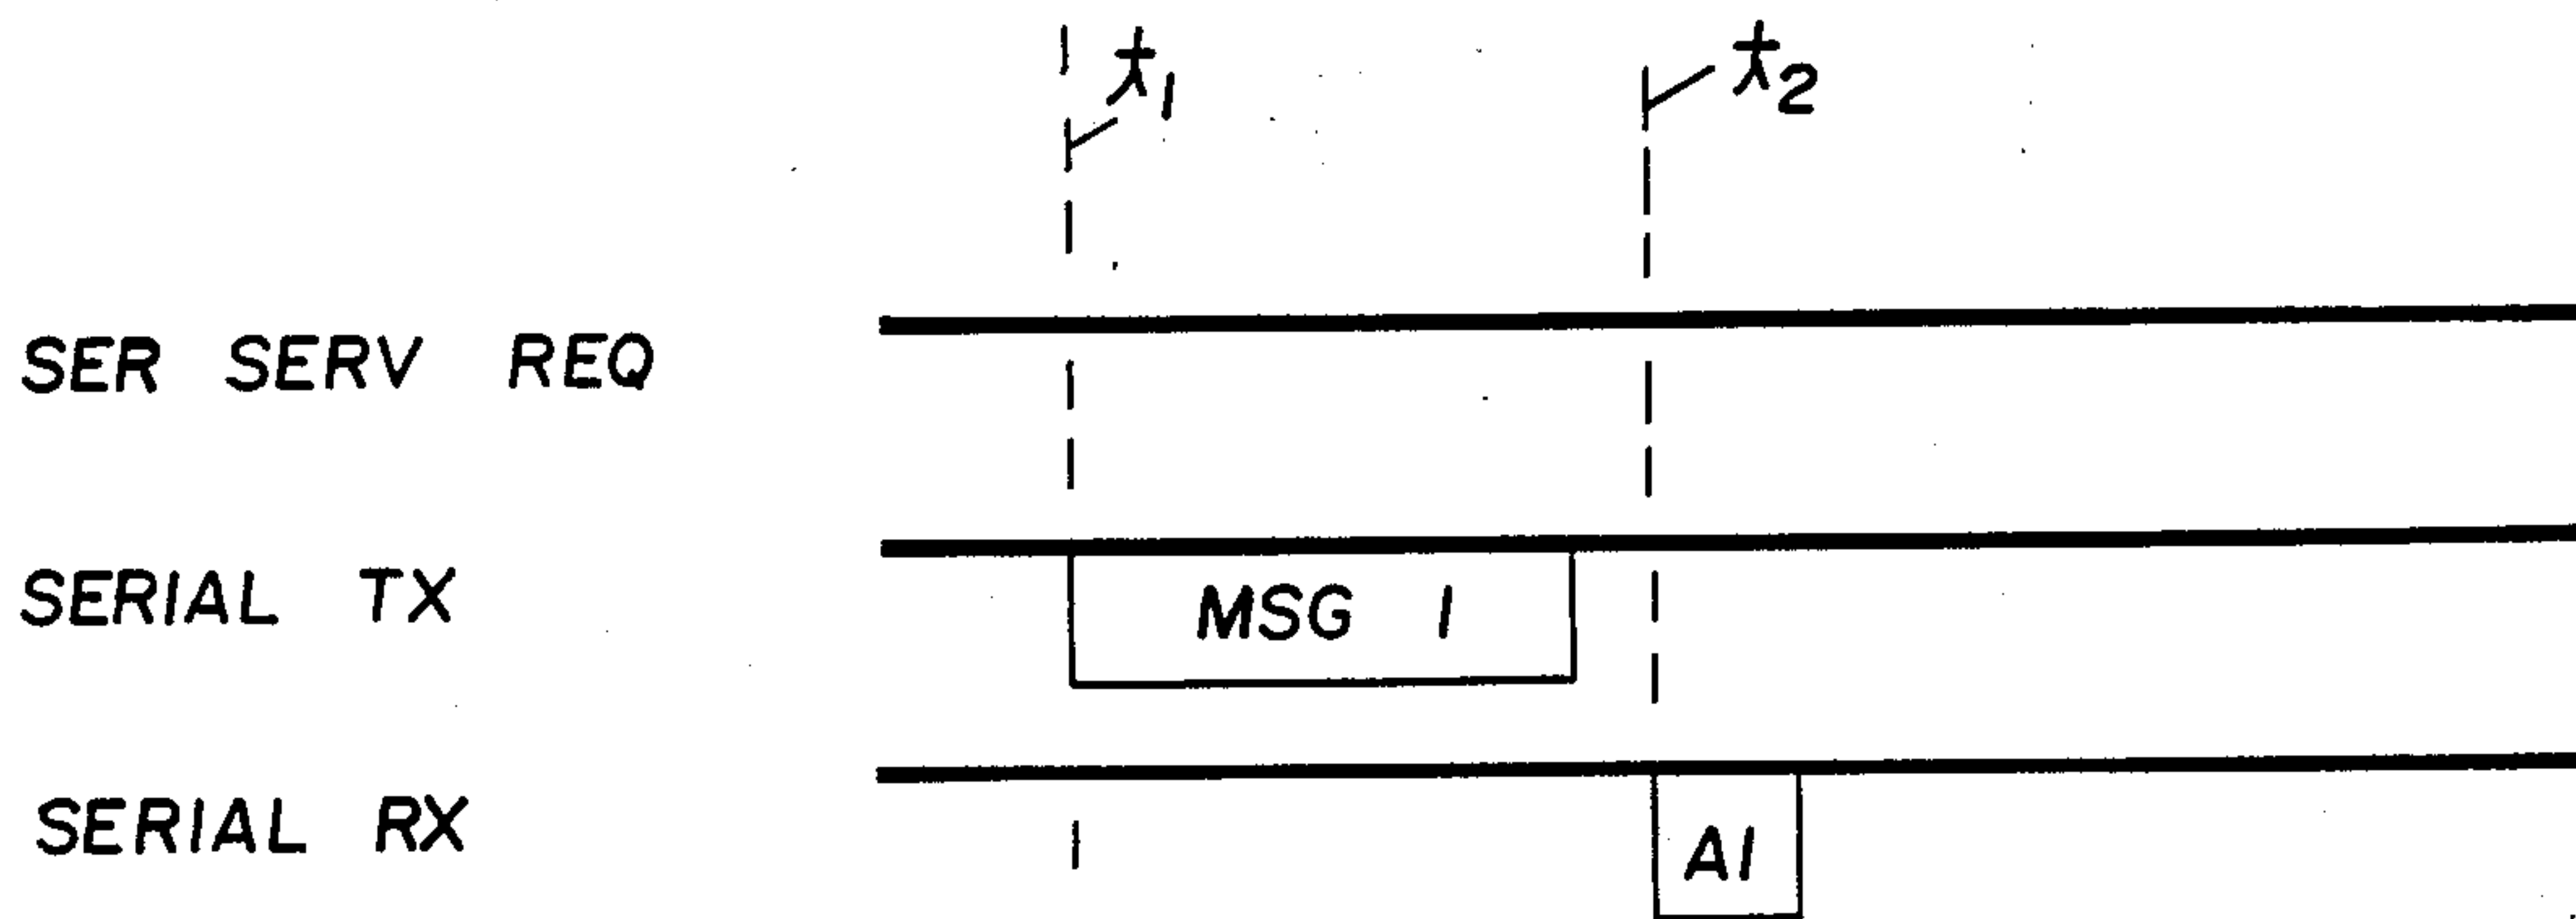 t1
t2
SER SERV REQ
SERIAL TX
MSG 1
SERIAL RX
A1